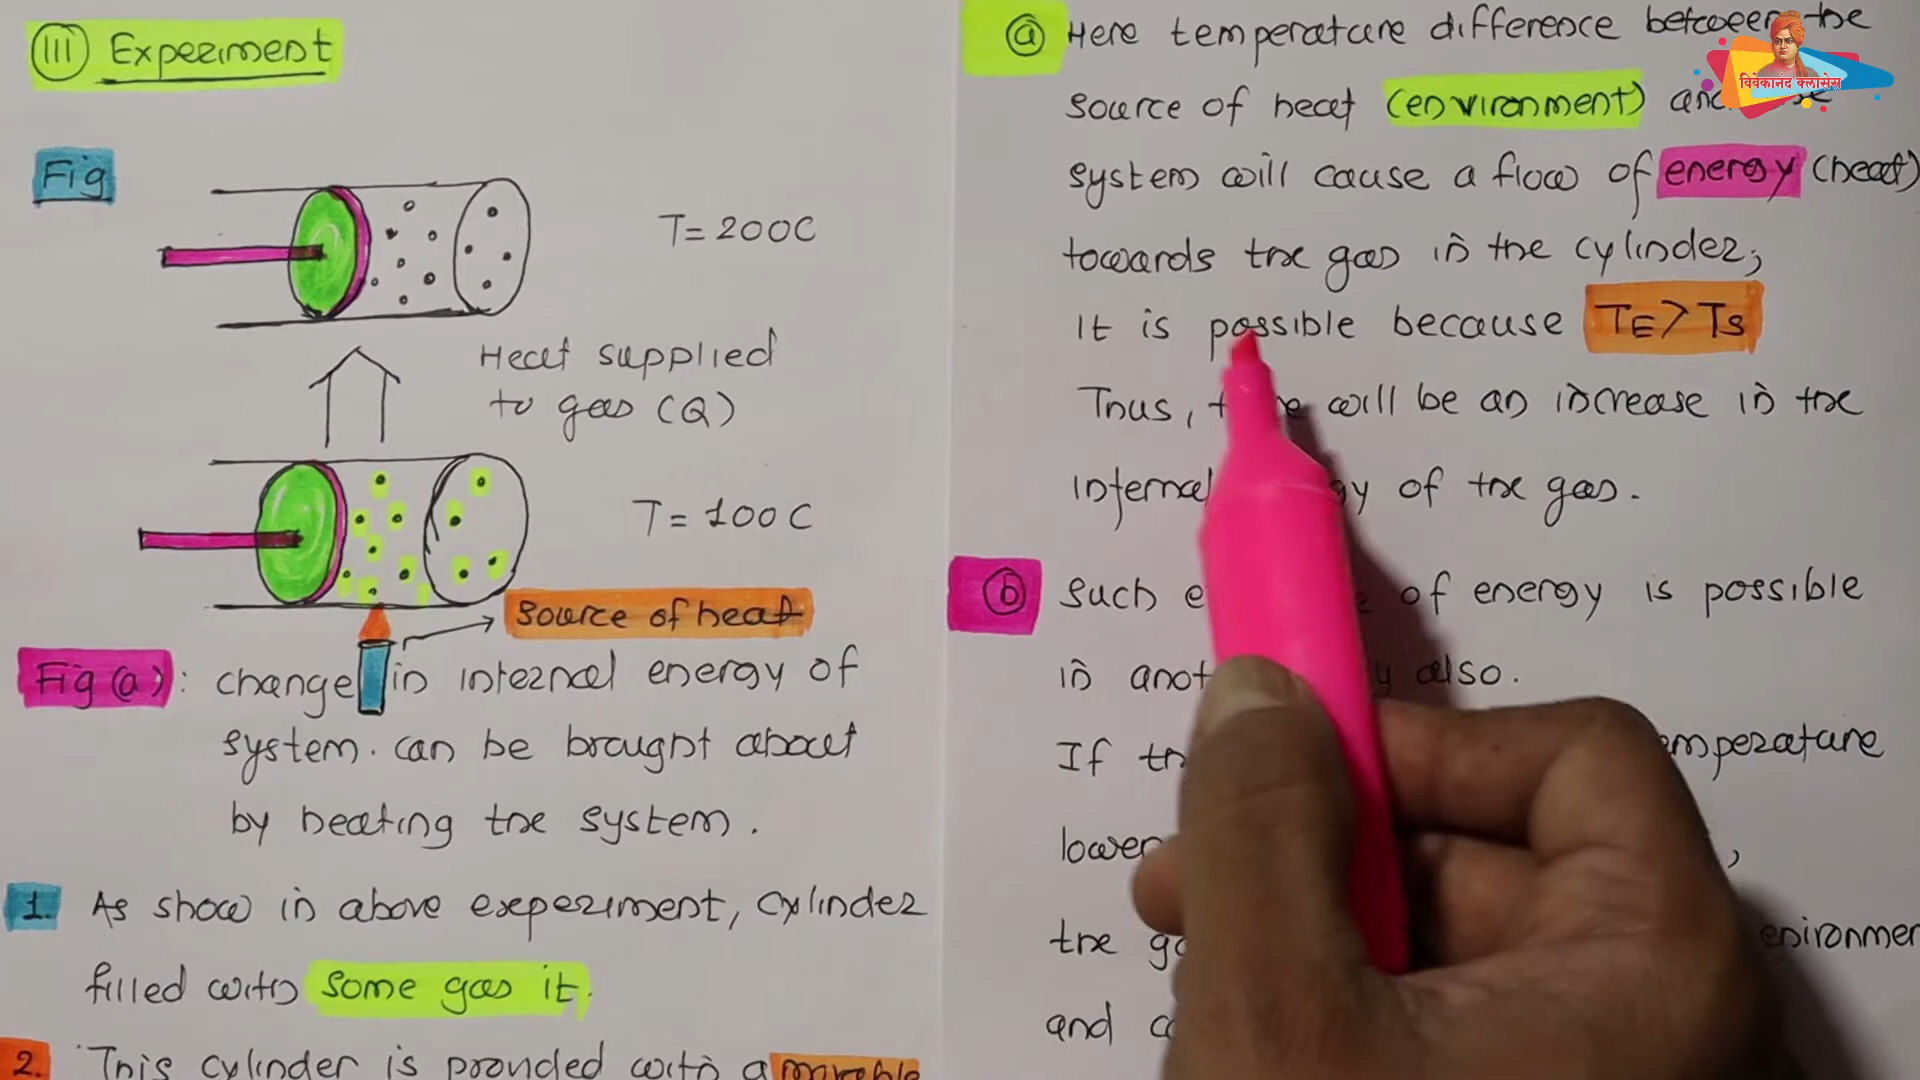 III Experiment
Fig
T=200C
Heat supplied
to gas (Q)
T=100C
source of heat
Fig (a): change in internal energy of
system. can be brought about
by heating the system.
1. As show in above experiment, cylinder
filled with some gas it.
2. This cylinder is provided with a movable
a Here temperature difference between the
source of heat (environment) and
system will cause a flow of energy (heat)
towards the gas in the cylinder,
It is possible because TE > TS
Thus, will be an increase in the
internal of the gas.
b Such of energy is possible
in also.
If temperature
lower ,
the
and
विवेकानंद क्लासेस